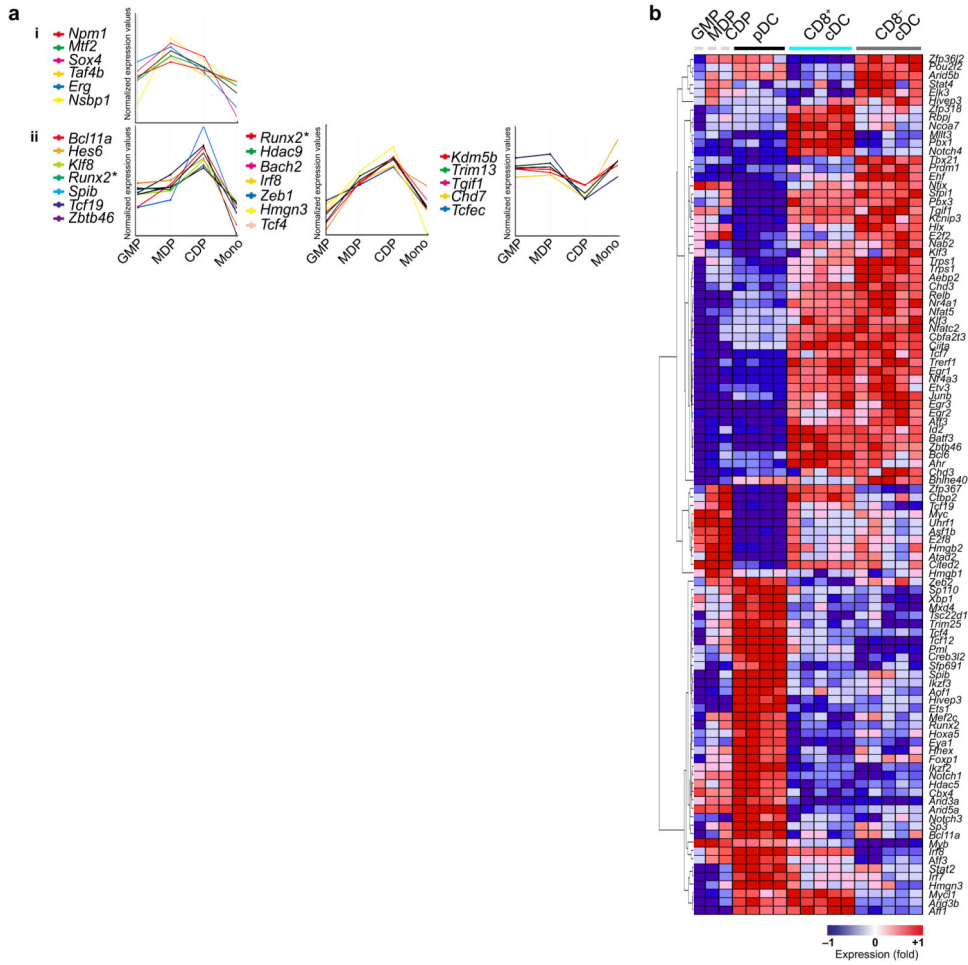 a
i
Npm1
Mtf2
Sox4
Taf4b
Erg
Nsbp1
Normalized expression values
ii
Bcl11a
Hes6
Klf8
Runx2*
Spib
Tcf19
Zbtb46
Normalized expression values
GMP
MDP
CDP
Mono
Runx2*
Hdac9
Bach2
Irf8
Zeb1
Hmgn3
Tcf4
Normalized expression values
GMP
MDP
CDP
Mono
Kdm5b
Trim13
Tgif1
Chd7
Tcfec
Normalized expression values
GMP
MDP
CDP
Mono
b
GMP
MDP
CDP
pDC
CD8+ cDC
CD8− cDC
Zfp36l2
Pou2f2
Arid5b
Stat4
Elk3
Hivep3
Zfp318
Rbpj
Ncoa7
Mllt3
Pbx1
Notch4
Tbx21
Prdm1
Ehf
Nfix
Sfpi1
Pbx3
Tgif1
Kcnip3
Hlx
E2f2
Nab2
Klf3
Trps1
Trps1
Aebp2
Chd3
Relb
Nr4a1
Nfat5
Klf3
Nfatc2
Cbfa2t3
Ciita
Tcf7
Trerf1
Egr1
Nr4a3
Etv3
Junb
Egr3
Egr2
Aff3
Id2
Batf3
Zbtb46
Bcl6
Ahr
Chd3
Bhlhe40
Zfp367
Ctbp2
Tcf19
Myc
Uhrf1
Asf1b
E2f8
Hmgb2
Atad2
Cited2
Hmgb1
Zeb2
Sp110
Xbp1
Mxd4
Tsc22d1
Trim25
Tcf4
Tcf12
Pml
Creb3l2
Sfp691
Spib
Ikzf3
Aof1
Hivep3
Ets1
Mef2c
Runx2
Hoxa5
Eya1
Hhex
Foxp1
Ikzf2
Notch1
Hdac5
Cbx4
Arid3a
Arid5a
Notch3
Sp3
Bcl11a
Myb
Irf8
Atf3
Stat2
Irf7
Hmgn3
Mycl1
Arid3b
Aff1
−1 0 +1
Expression (fold)